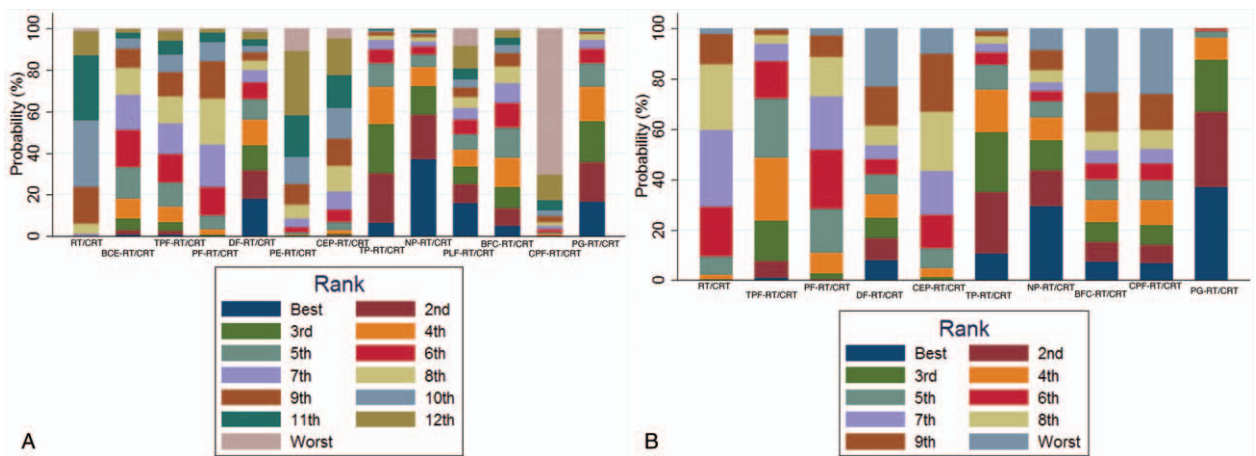 Probability (%)
100
80
60
40
20
0
RT/CRT
BCE-RT/CRT
TPF-RT/CRT
PF-RT/CRT
DF-RT/CRT
PE-RT/CRT
CEP-RT/CRT
TP-RT/CRT
NP-RT/CRT
PLF-RT/CRT
BFC-RT/CRT
CPF-RT/CRT
PG-RT/CRT
Rank
Best 2nd
3rd 4th
5th 6th
7th 8th
9th 10th
11th 12th
Worst
A
Probability (%)
100
80
60
40
20
0
RT/CRT
TPF-RT/CRT
PF-RT/CRT
DF-RT/CRT
CEP-RT/CRT
TP-RT/CRT
NP-RT/CRT
BFC-RT/CRT
CPF-RT/CRT
PG-RT/CRT
Rank
Best 2nd
3rd 4th
5th 6th
7th 8th
9th Worst
B